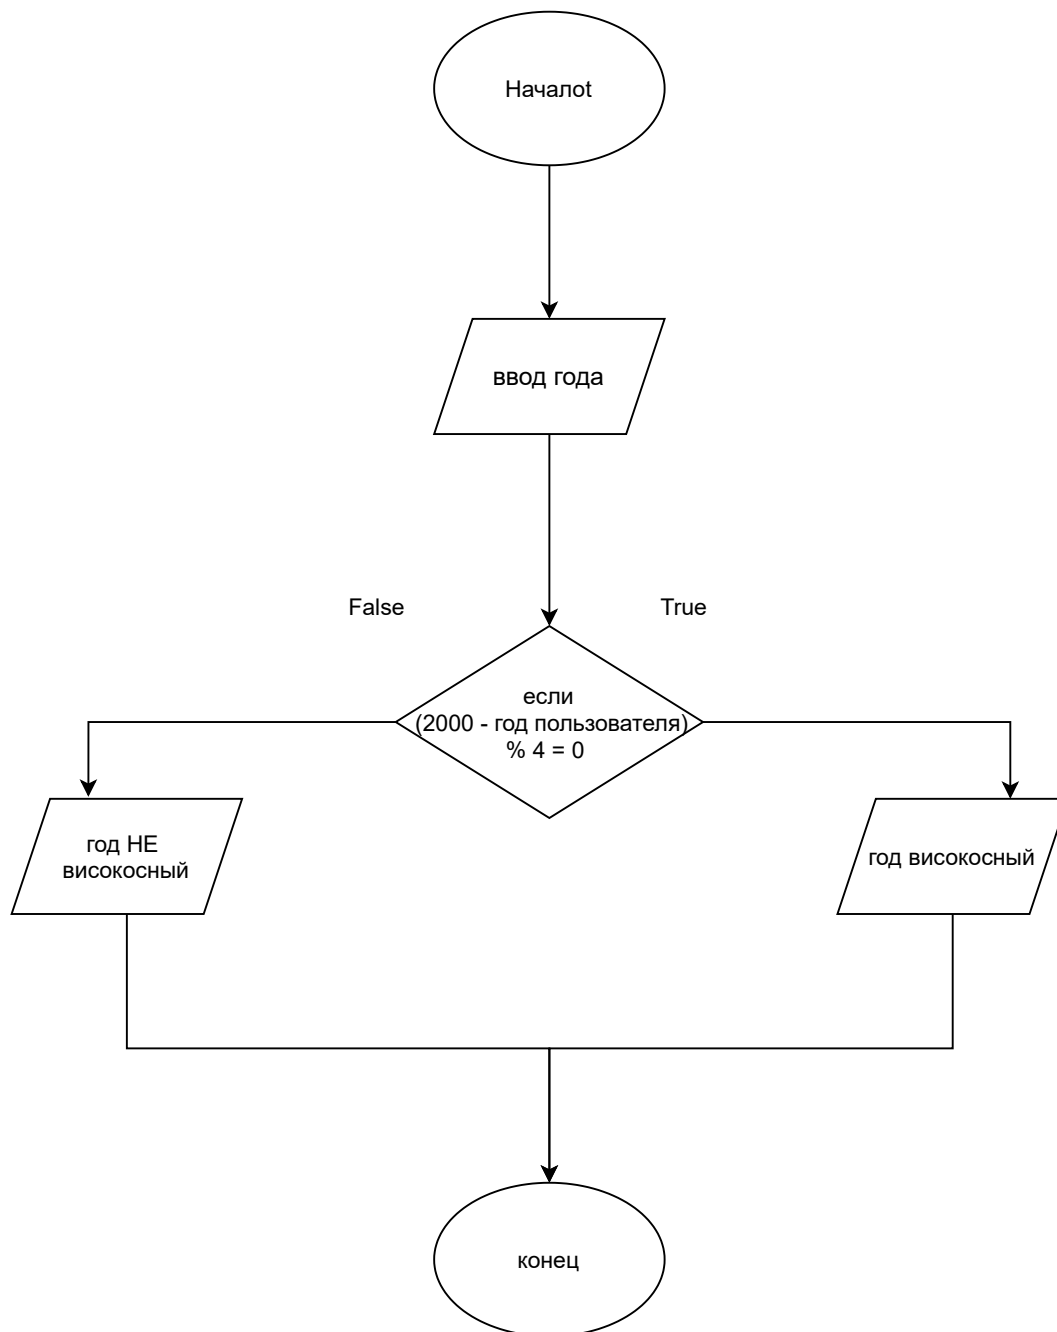 Началоt
ввод года
False
True
если
(2000 - год пользователя)
% 4 = 0
год НЕ
високосный
год високосный
конец